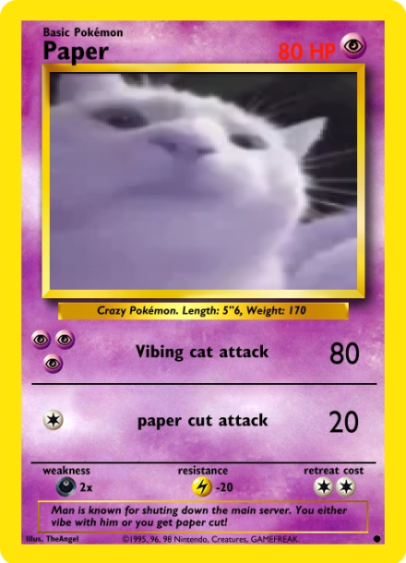 Basic Pokémon
Paper 80 HP
Crazy Pokémon. Length: 5"6, Weight: 170
Vibing cat attack 80
paper cut attack 20
weakness resistance retreat cost
2x -20
Man is known for shuting down the main server. You either
vibe with him or you get paper cut!
Illus. TheAngel ©1995, 96, 98 Nintendo, Creatures, GAMEFREAK.